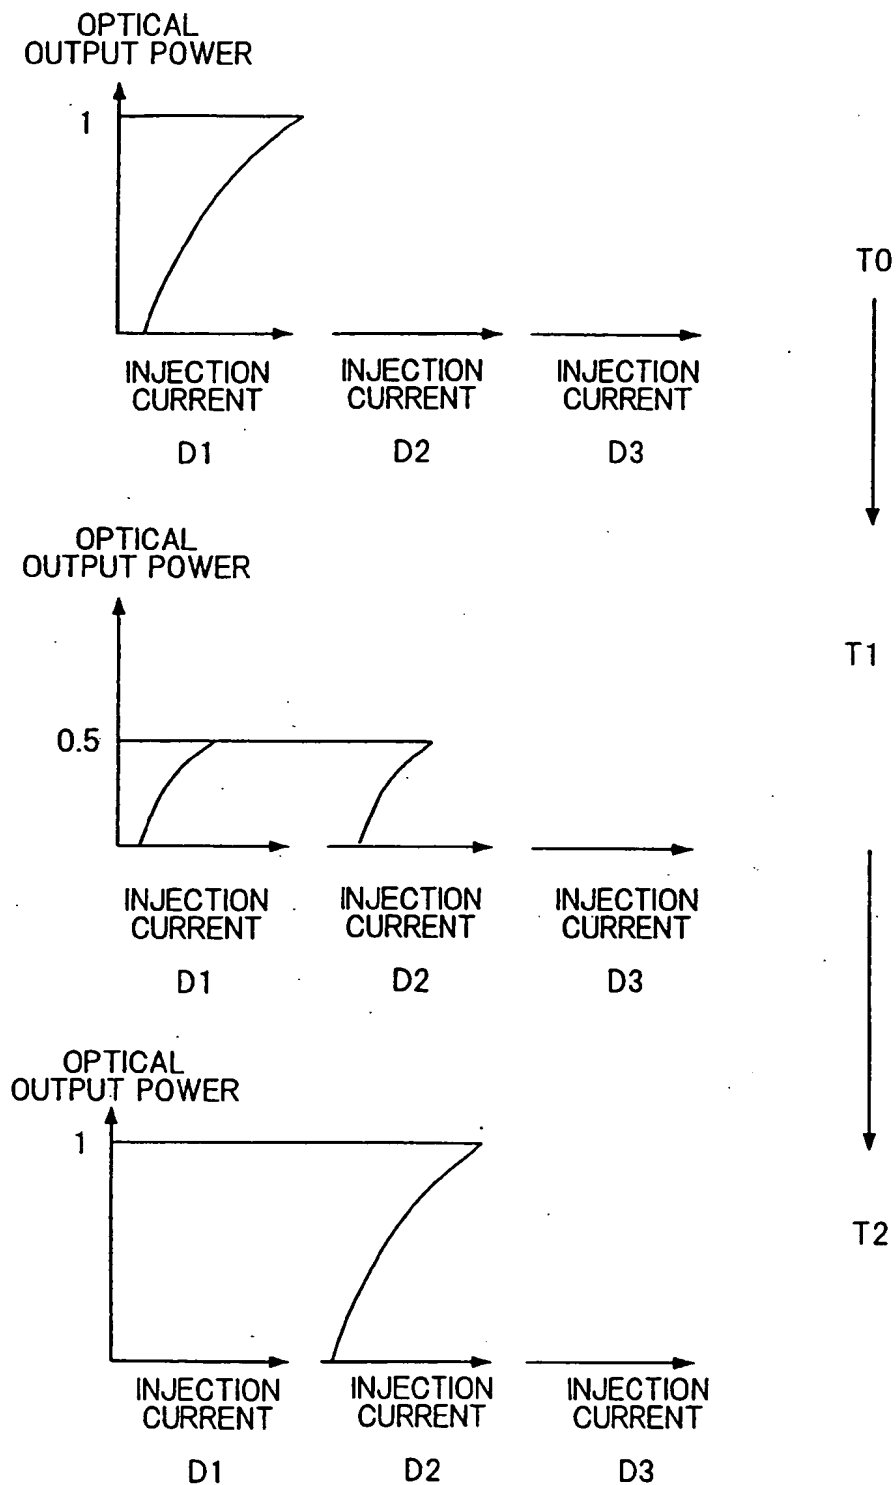 OPTICAL
OUTPUT POWER
1
T0
INJECTION
CURRENT
INJECTION
CURRENT
INJECTION
CURRENT
D1
D2
D3
OPTICAL
OUTPUT POWER
T1
0.5
INJECTION
CURRENT
INJECTION
CURRENT
INJECTION
CURRENT
D1
D2
D3
OPTICAL
OUTPUT POWER
1
T2
INJECTION
CURRENT
INJECTION
CURRENT
INJECTION
CURRENT
D1
D2
D3